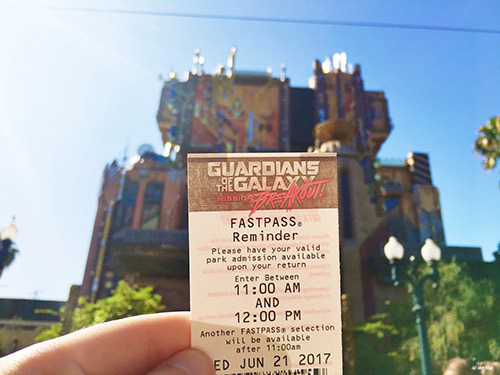 GUARDIANS
OF THE GALAXY
MISSION BREAKOUT!
FASTPASS®
Reminder
Please have your valid
park admission available
upon your return
Enter Between
11:00 AM
AND
12:00 PM
Another FASTPASS® selection
will be available
after 11:00am
ED JUN 21 2017